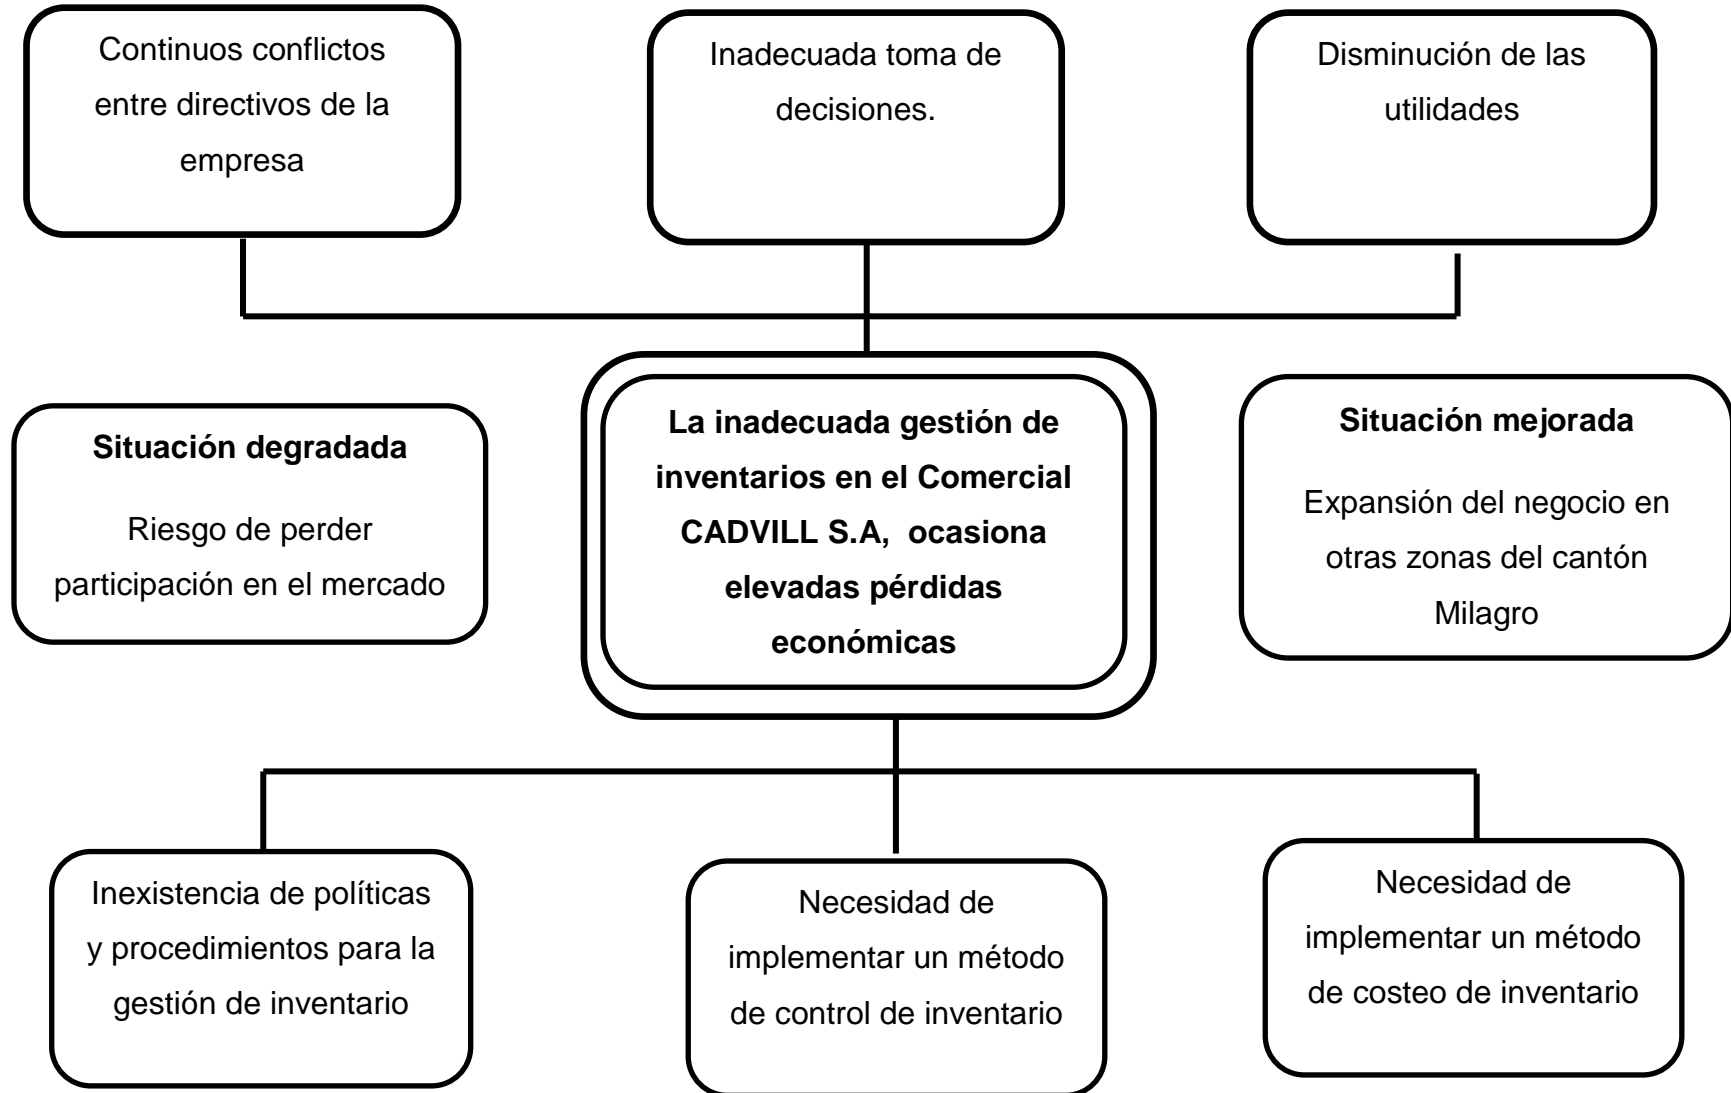 Continuos conflictos
entre directivos de la
empresa
Inadecuada toma de
decisiones.
Disminución de las
utilidades
Situación degradada
Riesgo de perder
participación en el mercado
La inadecuada gestión de
inventarios en el Comercial
CADVILL S.A, ocasiona
elevadas pérdidas
económicas
Situación mejorada
Expansión del negocio en
otras zonas del cantón
Milagro
Inexistencia de políticas
y procedimientos para la
gestión de inventario
Necesidad de
implementar un método
de control de inventario
Necesidad de
implementar un método
de costeo de inventario